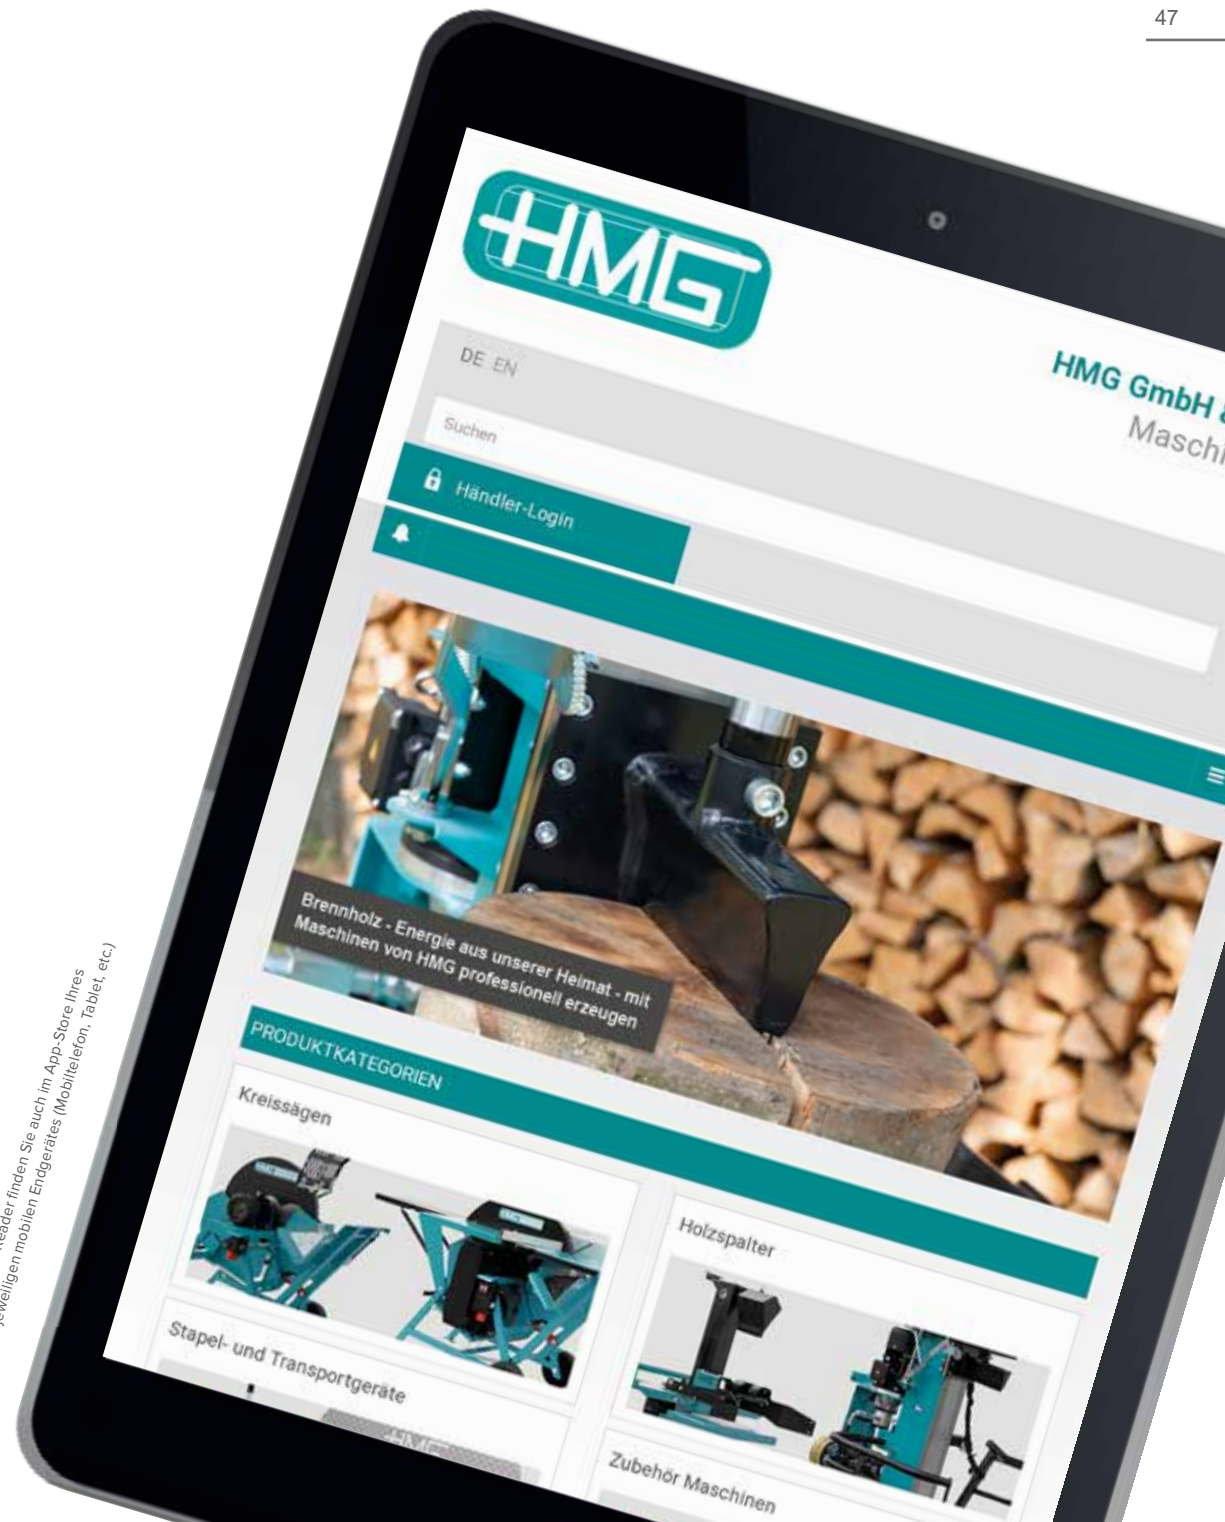 47
HMG
DE EN
HMG GmbH
Suchen
Händler-Login
Brennholz - Energie aus unserer Heimat - mit
Maschinen von HMG professionell erzeugen
PRODUKTKATEGORIEN
Kreissägen
Holzspalter
Stapel- und Transportgeräte
Zubehör Maschinen
finden Sie auch im App-Store Ihres
jeweiligen mobilen Endgerätes (Mobiltelefon, Tablet, etc.)